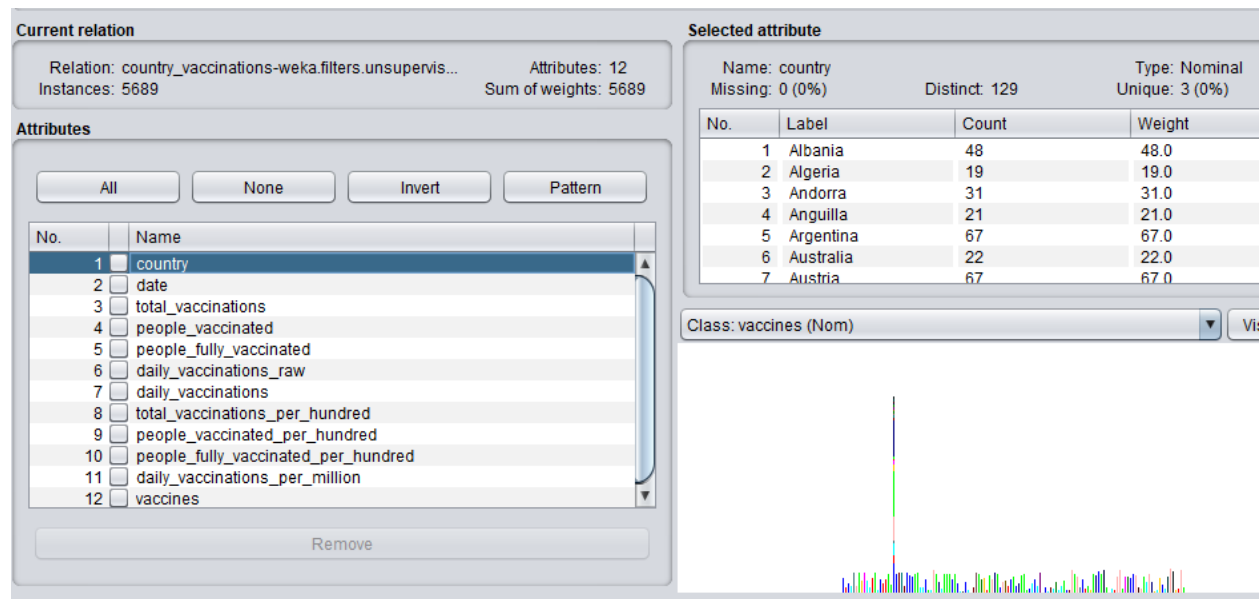 Current relation
Relation: country_vaccinations-weka.filters.unsupervis... Attributes: 12
Instances: 5689 Sum of weights: 5689
Attributes
All None Invert Pattern
No. Name
1 country
2 date
3 total_vaccinations
4 people_vaccinated
5 people_fully_vaccinated
6 daily_vaccinations_raw
7 daily_vaccinations
8 total_vaccinations_per_hundred
9 people_vaccinated_per_hundred
10 people_fully_vaccinated_per_hundred
11 daily_vaccinations_per_million
12 vaccines
Remove
Selected attribute
Name: country Type: Nominal
Missing: 0 (0%) Distinct: 129 Unique: 3 (0%)
No. Label Count Weight
1 Albania 48 48.0
2 Algeria 19 19.0
3 Andorra 31 31.0
4 Anguilla 21 21.0
5 Argentina 67 67.0
6 Australia 22 22.0
7 Austria 67 67.0
Class: vaccines (Nom) Vis